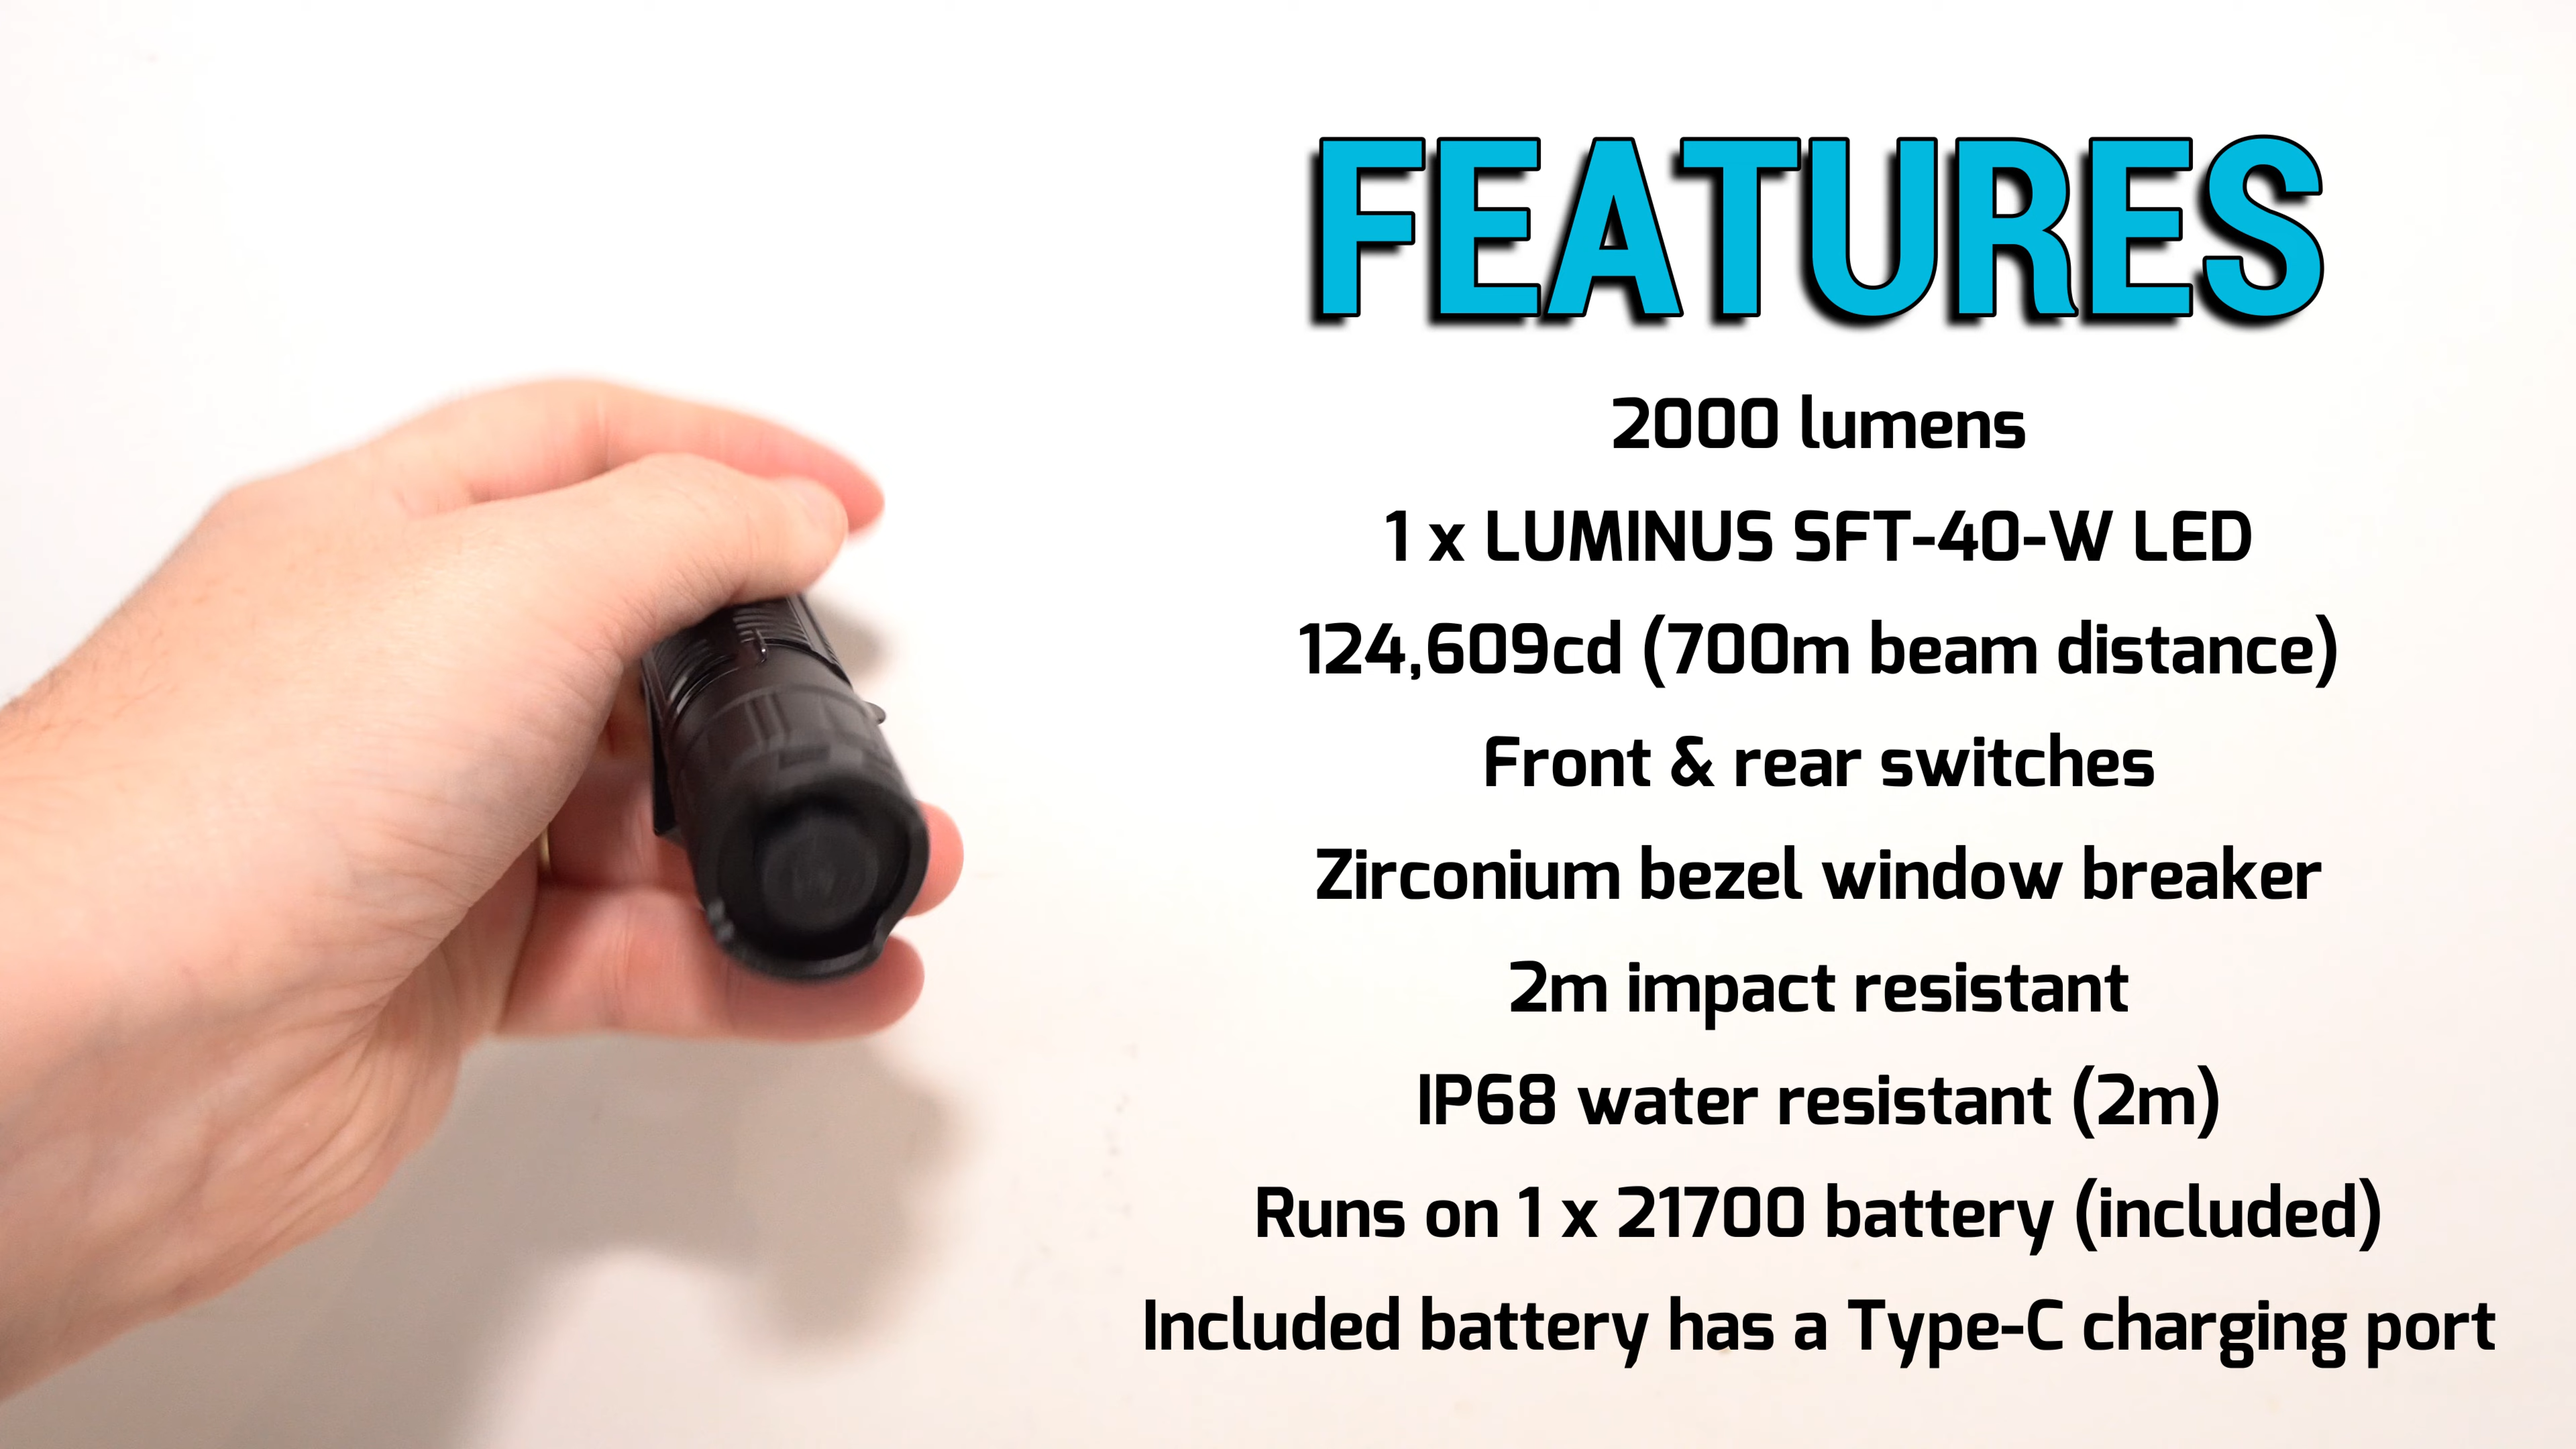 FEATURES
2000 lumens
1 x LUMINUS SFT-40-W LED
124,609cd (700m beam distance)
Front & rear switches
Zirconium bezel window breaker
2m impact resistant
IP68 water resistant (2m)
Runs on 1 x 21700 battery (included)
Included battery has a Type-C charging port